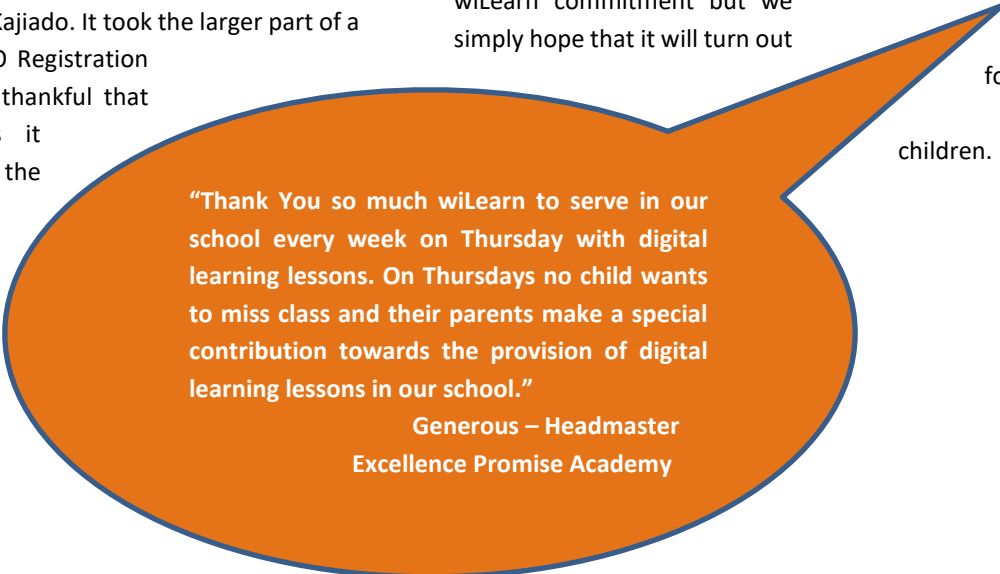 Kajiado. It took the larger part of a
Registration
thankful that
it
the
wiLearn commitment but we
simply hope that it will turn out
children.
“Thank You so much wiLearn to serve in our
school every week on Thursday with digital
learning lessons. On Thursdays no child wants
to miss class and their parents make a special
contribution towards the provision of digital
learning lessons in our school.”
Generous – Headmaster
Excellence Promise Academy